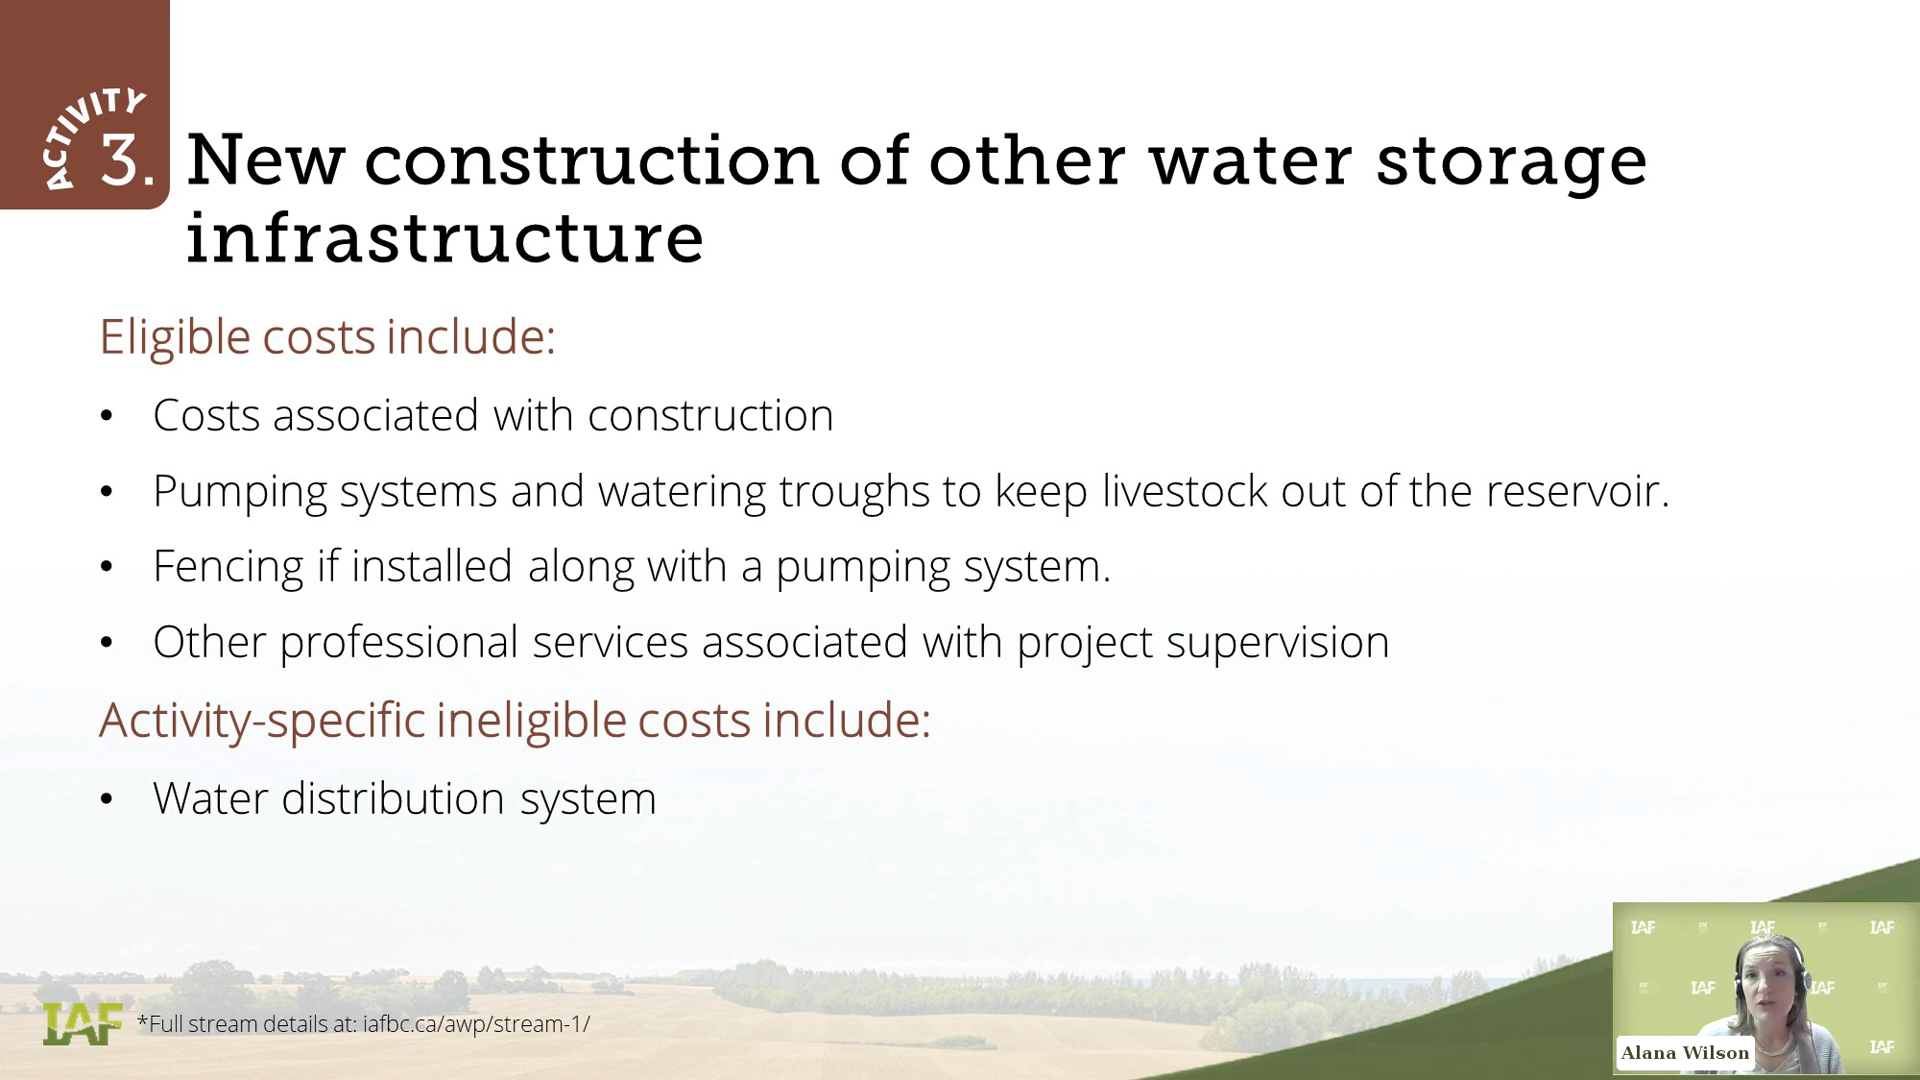 ACTIVITY
3.
New construction of other water storage
infrastructure
Eligible costs include:
• Costs associated with construction
• Pumping systems and watering troughs to keep livestock out of the reservoir.
• Fencing if installed along with a pumping system.
• Other professional services associated with project supervision
Activity-specific ineligible costs include:
• Water distribution system
IAF
*Full stream details at: iafbc.ca/awp/stream-1/
IAF IAF IAF
IAF IAF
IAF
Alana Wilson